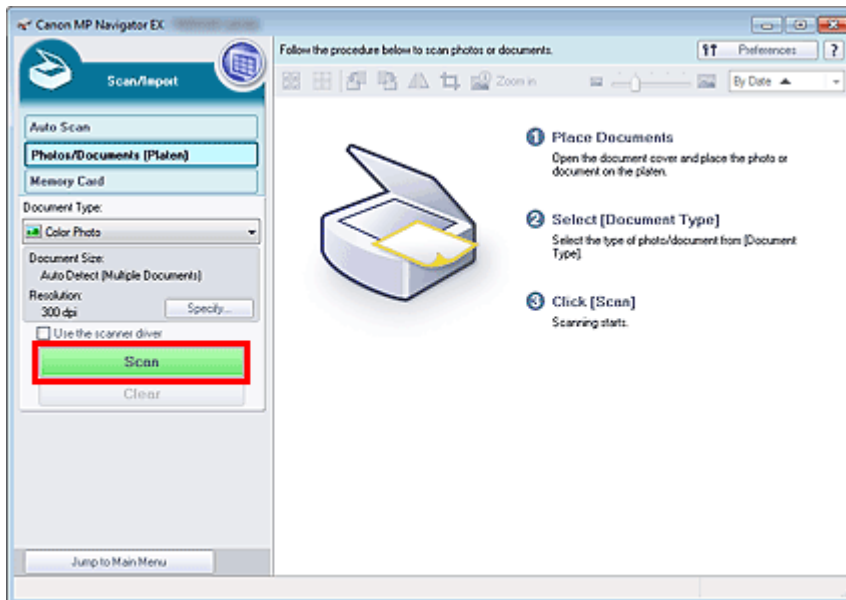 Canon MP Navigator EX
Scan/Import
Auto Scan
Photos/Documents (Platen)
Memory Card
Document Type:
Color Photo
Document Size:
Auto Detect (Multiple Documents)
Resolution:
300 dpi
Specify...
Use the scanner driver
Scan
Clear
Jump to Main Menu
Follow the procedure below to scan photos or documents.
Preferences
?
Zoom in
By Date
1 Place Documents
Open the document cover and place the photo or
document on the platen.
2 Select [Document Type]
Select the type of photo/document from [Document
Type].
3 Click [Scan]
Scanning starts.